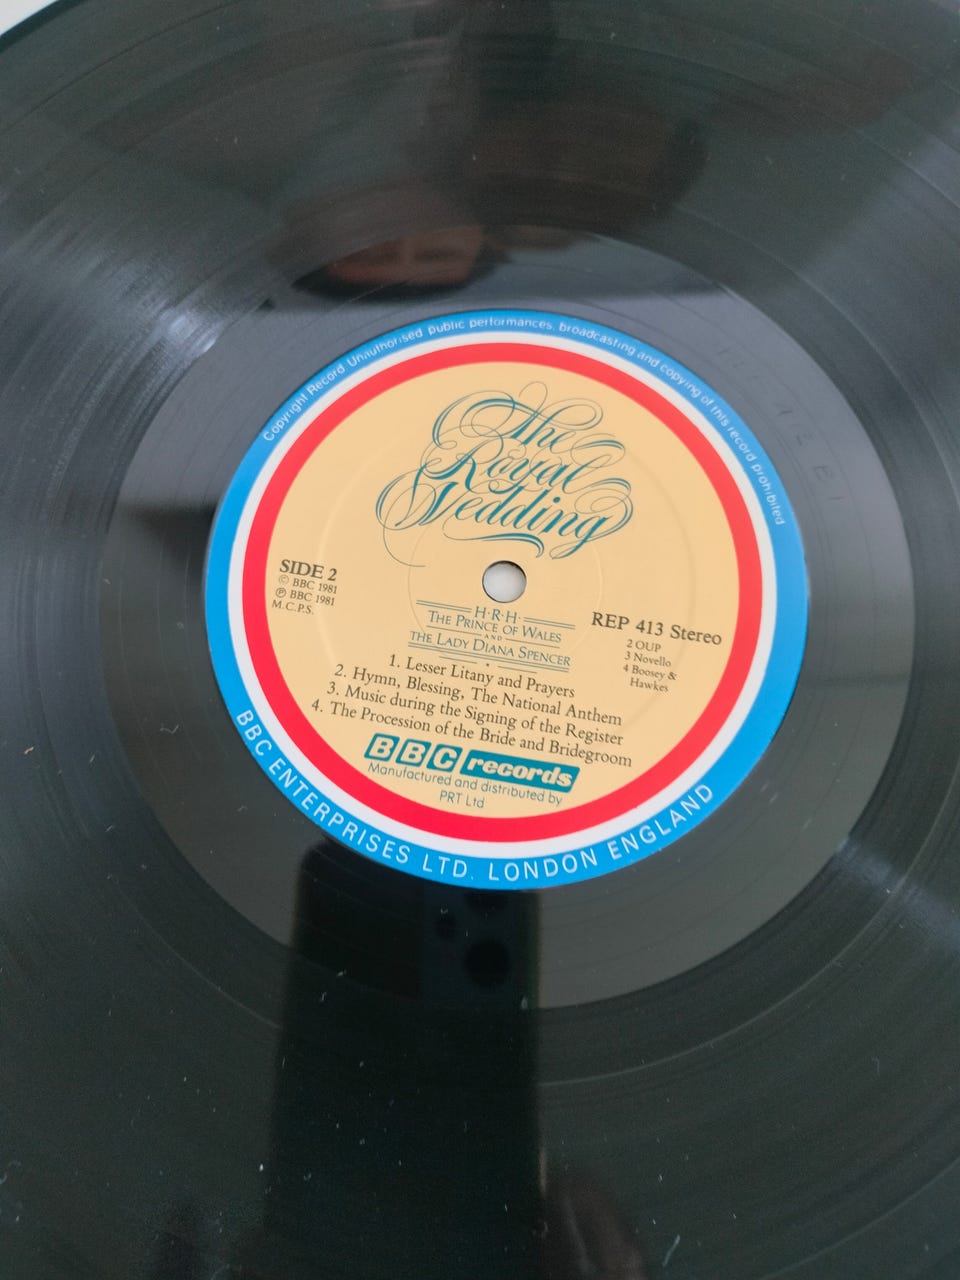 Copyright Record Unauthorised public performances, broadcasting and copying of this record prohibited
The
Royal
Wedding
SIDE 2
© BBC 1981
℗ BBC 1981
M.C.P.S.
H·R·H·
THE PRINCE OF WALES
AND
THE LADY DIANA SPENCER
REP 413 Stereo
2 OUP
3 Novello
4 Boosey &
Hawkes
1. Lesser Litany and Prayers
2. Hymn, Blessing, The National Anthem
3. Music during the Signing of the Register
4. The Procession of the Bride and Bridegroom
BBC records
Manufactured and distributed by
PRT Ltd
BBC ENTERPRISES LTD. LONDON ENGLAND